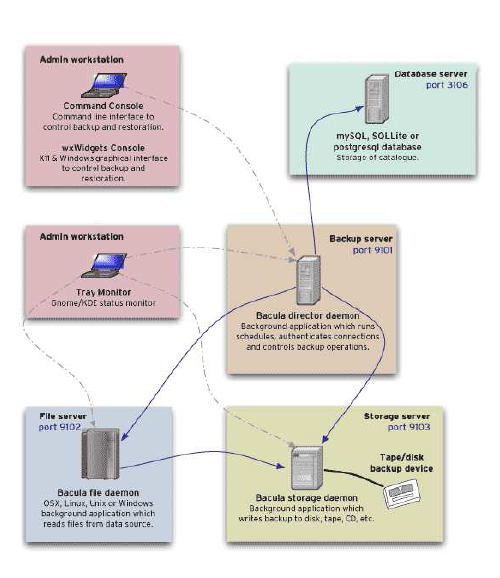 Admin workstation
Command Console
Command line interface to
control backup and restoration.
wxWidgets Console
X11 & Windowsgraphical interface
to control backup and
restoration.
Database server
port 3106
mySQL, SQLLite or
postgresql database
Storage of catalogue.
Admin workstation
Tray Monitor
Gnome/KDE status monitor
Backup server
port 9101
Bacula director daemon
Background application which runs
schedules, authenticates connections
and controls backup operations.
File server
port 9102
Bacula file daemon
OSX, Linux, Unix or Windows
background application which
reads files from data source.
Storage server
port 9103
Tape/disk
backup device
Bacula storage daemon
Background application which
writes backup to disk, tape, CD, etc.